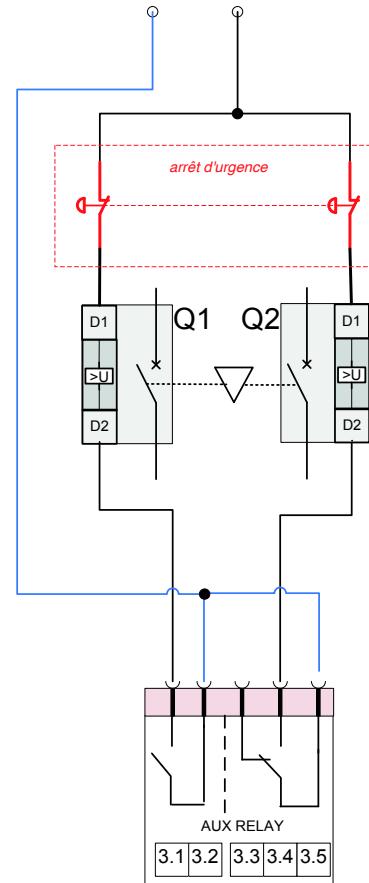 arrêt d'urgence
Q1 Q2
D1 D1
>U >U
D2 D2
AUX RELAY
3.1 3.2 3.3 3.4 3.5